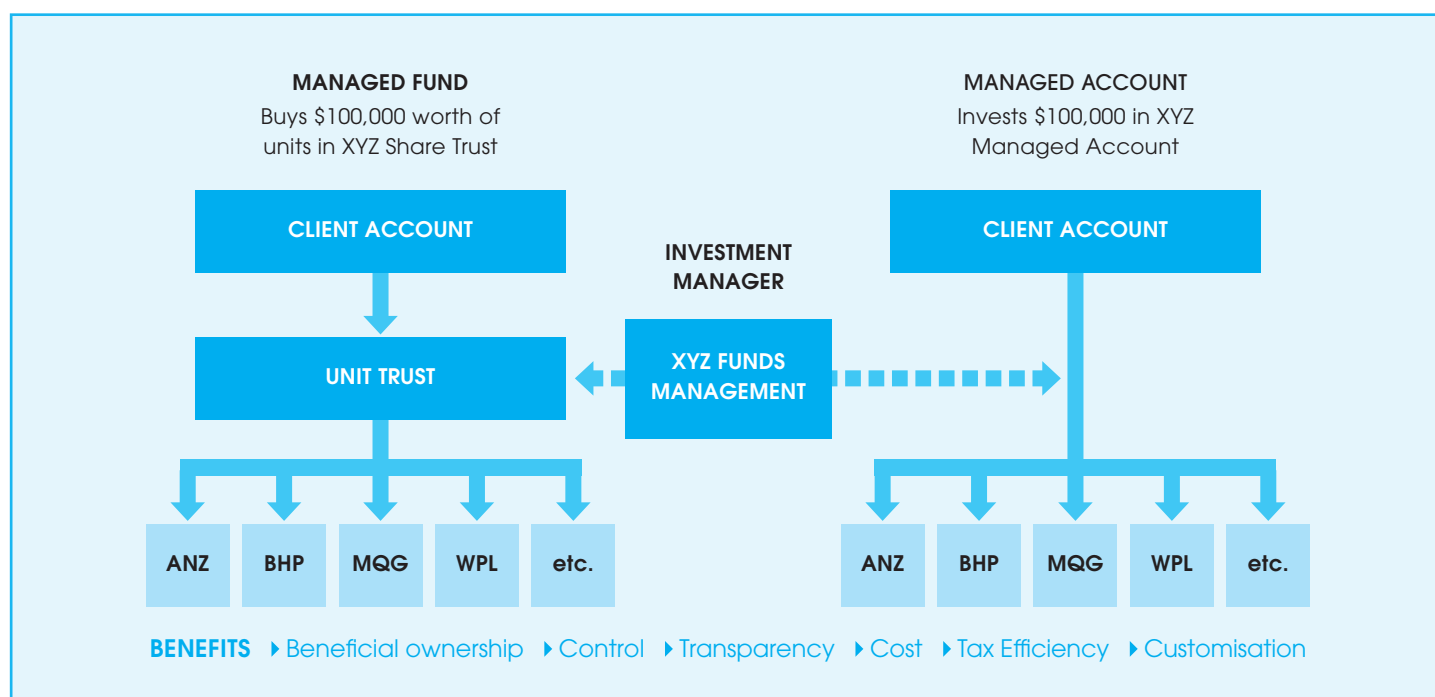 MANAGED FUND
Buys $100,000 worth of
units in XYZ Share Trust
CLIENT ACCOUNT
UNIT TRUST
INVESTMENT
MANAGER
XYZ FUNDS
MANAGEMENT
MANAGED ACCOUNT
Invests $100,000 in XYZ
Managed Account
CLIENT ACCOUNT
ANZ
BHP
MQG
WPL
etc.
ANZ
BHP
MQG
WPL
etc.
BENEFITS Beneficial ownership Control Transparency Cost Tax Efficiency Customisation